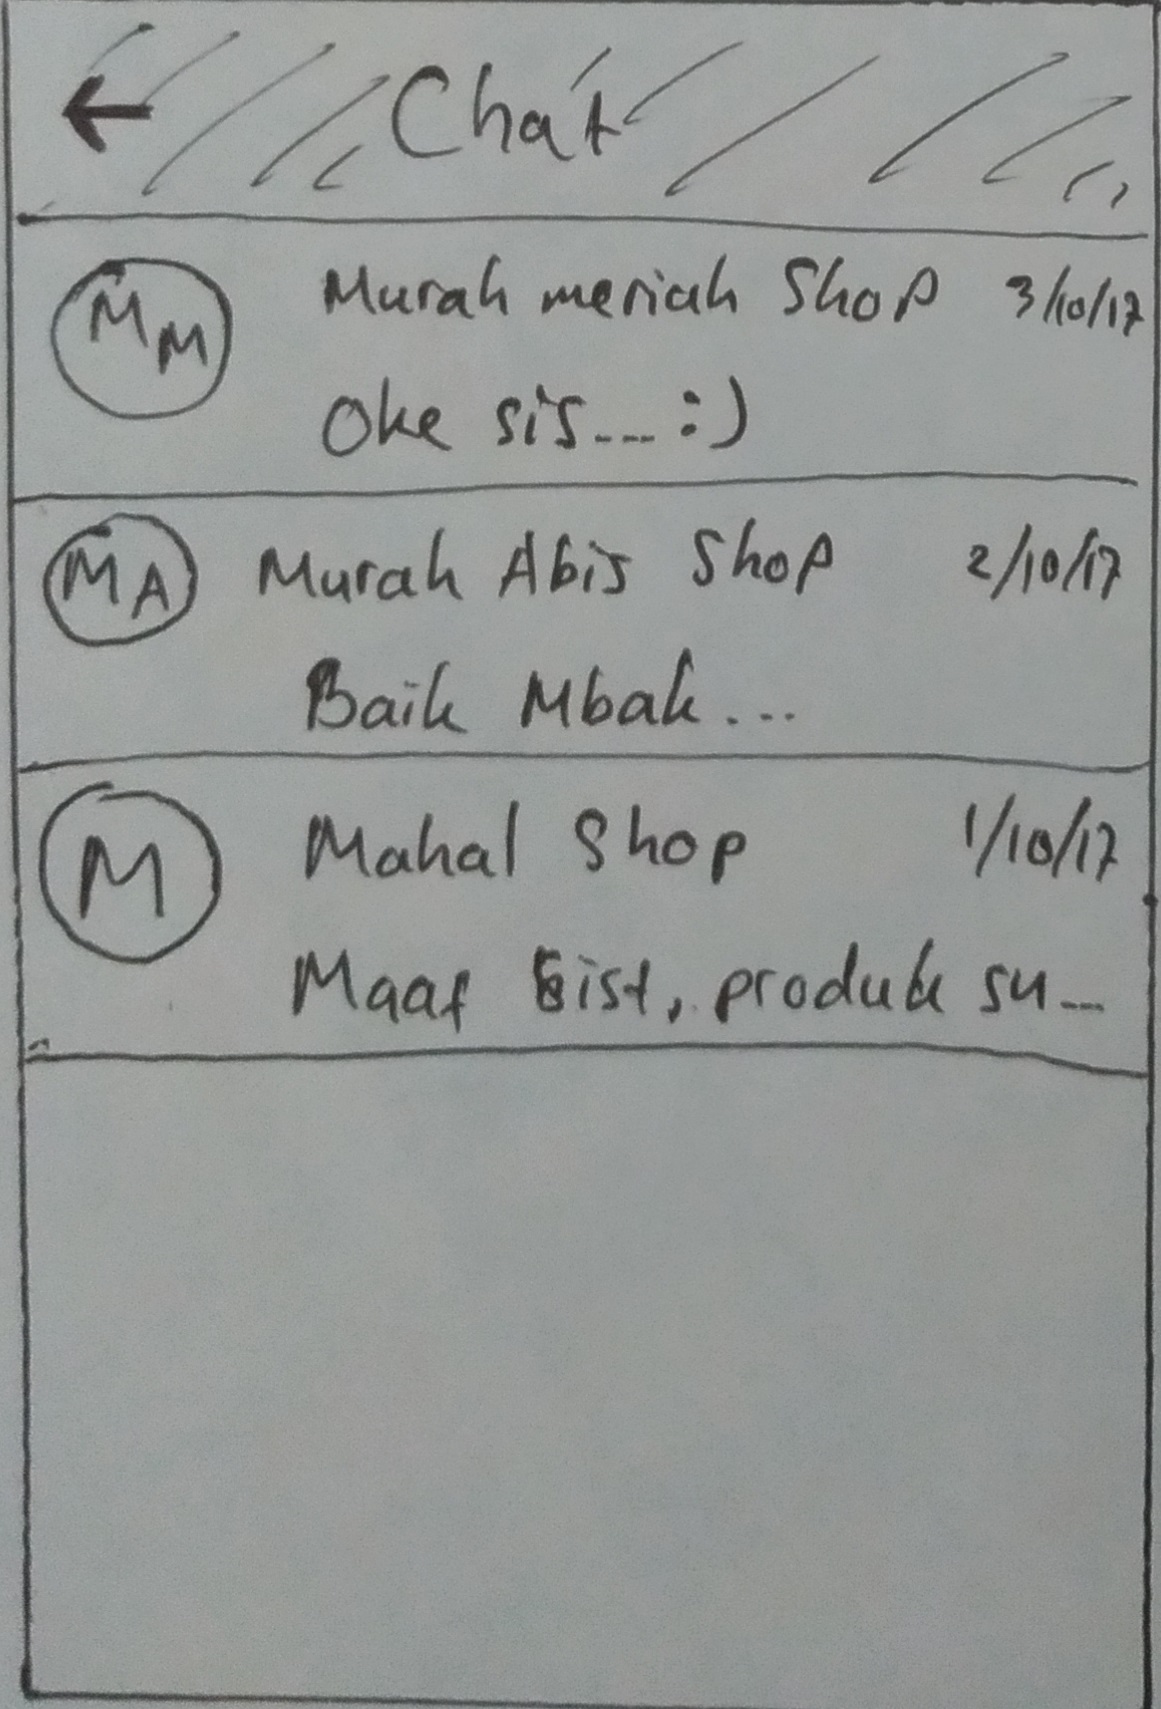 ← Chat
MM Murah meriah Shop 3/10/17
Oke sis.... :)
MA Murah Abis Shop 2/10/17
Baik Mbak...
M Mahal Shop 1/10/17
Maaf Sist, produk su...